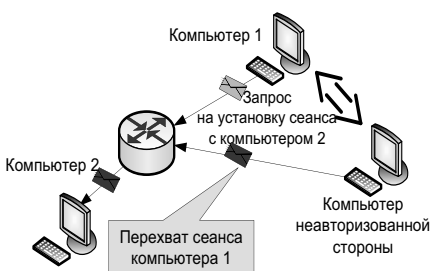 Компьютер 1
Запрос
на установку сеанса
с компьютером 2
Компьютер 2
Перехват сеанса
компьютера 1
Компьютер
неавторизованной
стороны